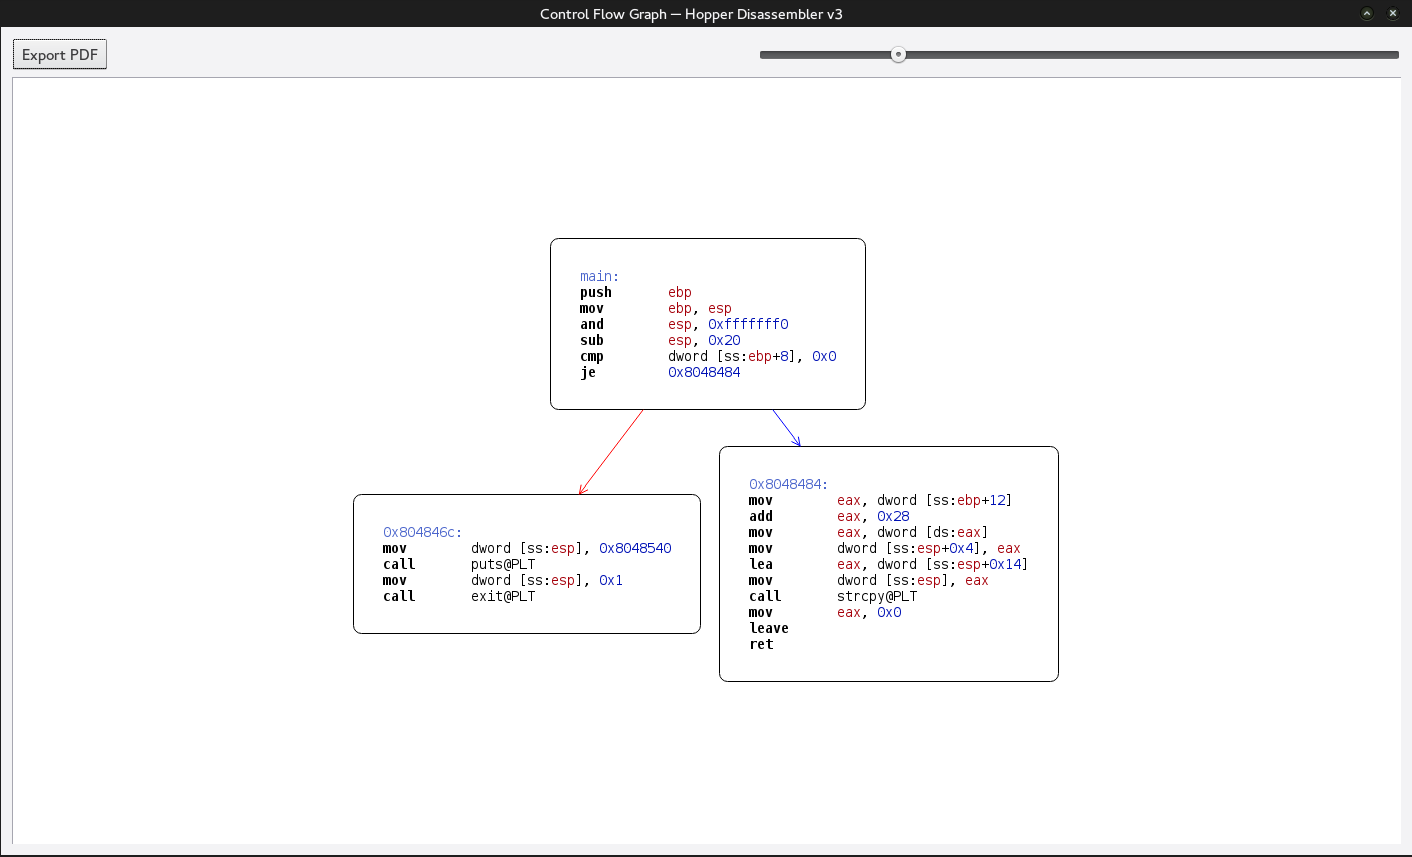 Control Flow Graph — Hopper Disassembler v3
Export PDF
main:
push ebp
mov ebp, esp
and esp, 0xfffffff0
sub esp, 0x20
cmp dword [ss:ebp+8], 0x0
je 0x8048484
0x804846c:
mov dword [ss:esp], 0x8048540
call puts@PLT
mov dword [ss:esp], 0x1
call exit@PLT
0x8048484:
mov eax, dword [ss:ebp+12]
add eax, 0x28
mov eax, dword [ds:eax]
mov dword [ss:esp+0x4], eax
lea eax, dword [ss:esp+0x14]
mov dword [ss:esp], eax
call strcpy@PLT
mov eax, 0x0
leave
ret